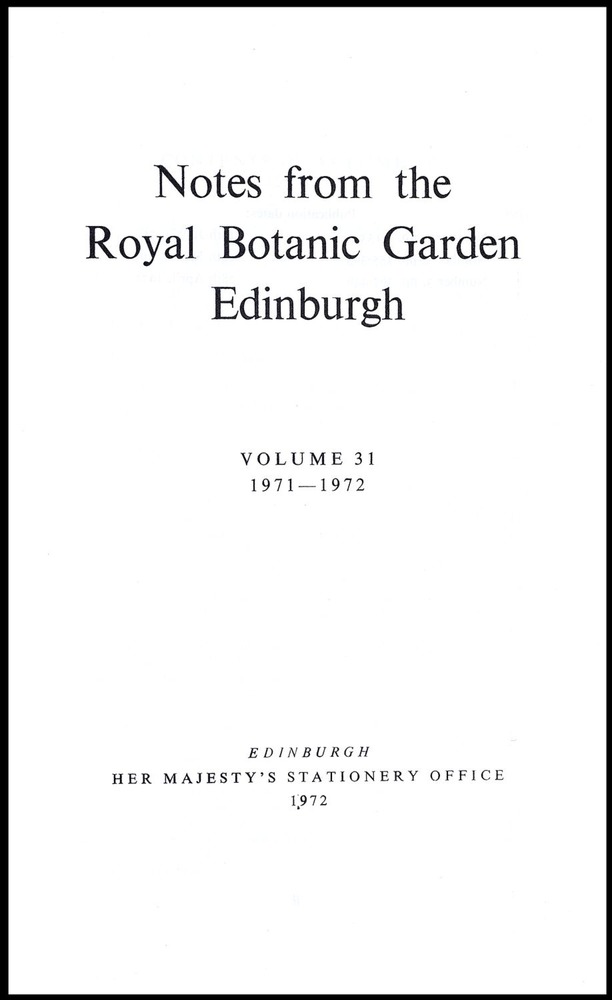 Notes from the
Royal Botanic Garden
Edinburgh
VOLUME 31
1971—1972
EDINBURGH
HER MAJESTY'S STATIONERY OFFICE
1972